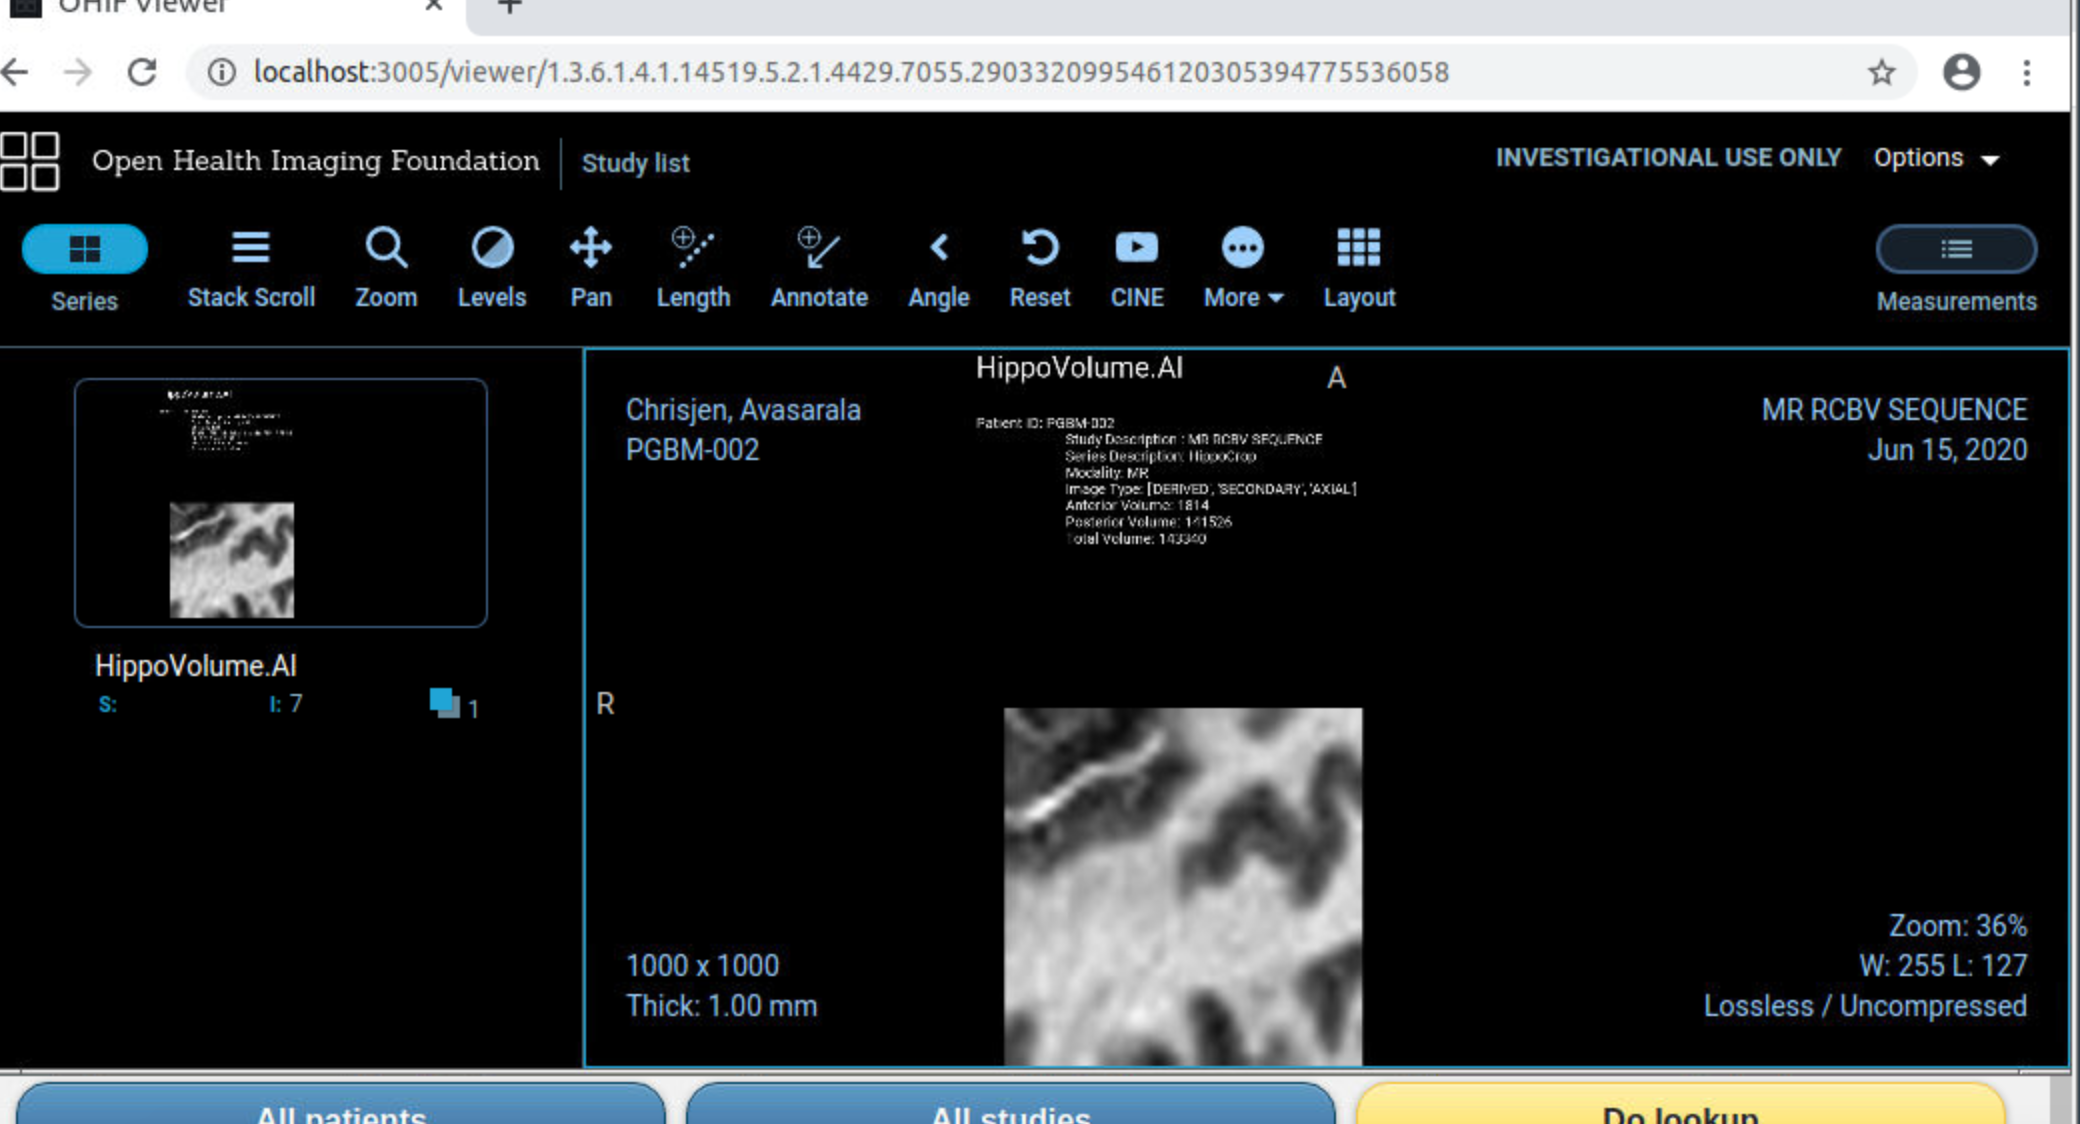 OHIF Viewer
localhost:3005/viewer/1.3.6.1.4.1.14519.5.2.1.4429.7055.290332099546120305394775536058
Open Health Imaging Foundation
Study list
INVESTIGATIONAL USE ONLY
Options
Series
Stack Scroll
Zoom
Levels
Pan
Length
Annotate
Angle
Reset
CINE
More
Layout
Measurements
HippoVolume.AI
S:
I: 7
1
HippoVolume.AI
A
Chrisjen, Avasarala
PGBM-002
MR RCBV SEQUENCE
Jun 15, 2020
Patient ID: PGBM-002
Study Description : MR RCBV SEQUENCE
Series Description: HippoCrop
Modality: MR
Image Type: ['DERIVED', 'SECONDARY', 'AXIAL']
Anterior Volume: 1814
Posterior Volume: 141526
Total Volume: 143340
R
1000 x 1000
Thick: 1.00 mm
Zoom: 36%
W: 255 L: 127
Lossless / Uncompressed
All patients
All studies
Do lookup